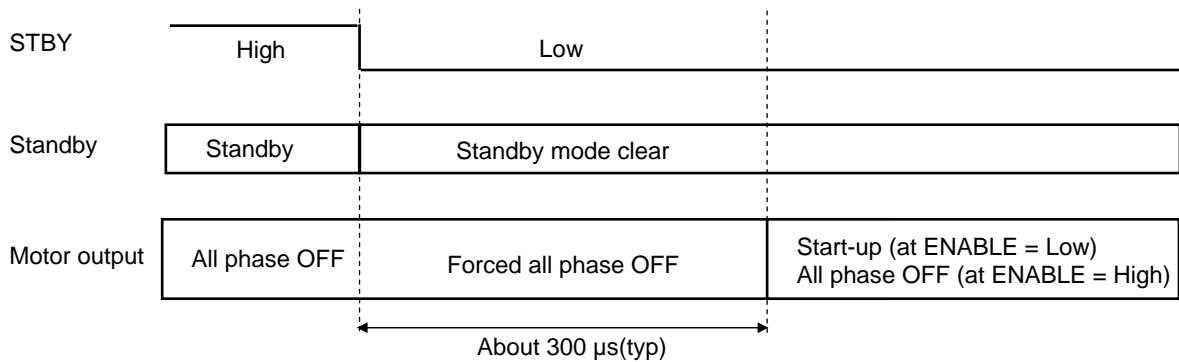 STBY
High
Low
Standby
Standby
Standby mode clear
Motor output
All phase OFF
Forced all phase OFF
Start-up (at ENABLE = Low)
All phase OFF (at ENABLE = High)
About 300 μs(typ)